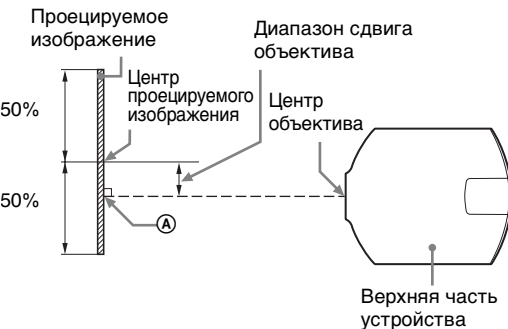 Проецируемое
изображение
Диапазон сдвига
объектива
Центр
проецируемого
изображения
Центр
объектива
50%
50%
A
Верхняя часть
устройства